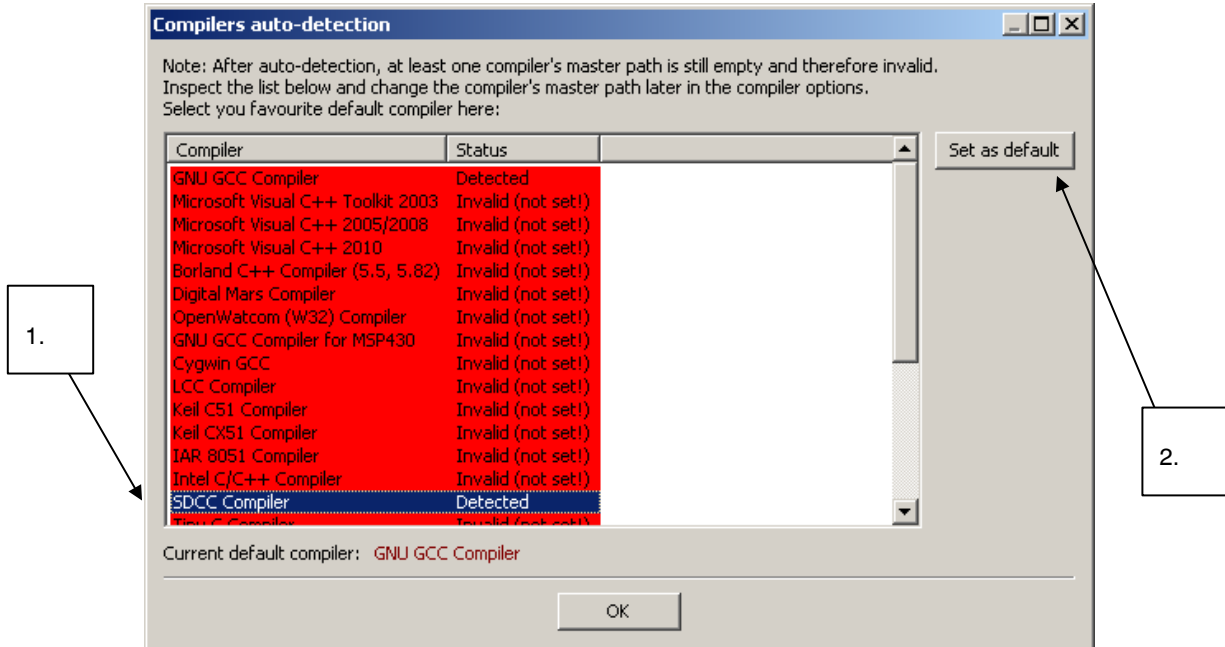 Compilers auto-detection
Note: After auto-detection, at least one compiler's master path is still empty and therefore invalid.
Inspect the list below and change the compiler's master path later in the compiler options.
Select you favourite default compiler here:
Compiler Status
Set as default
GNU GCC Compiler Detected
Microsoft Visual C++ Toolkit 2003 Invalid (not set!)
Microsoft Visual C++ 2005/2008 Invalid (not set!)
Microsoft Visual C++ 2010 Invalid (not set!)
Borland C++ Compiler (5.5, 5.82) Invalid (not set!)
Digital Mars Compiler Invalid (not set!)
OpenWatcom (W32) Compiler Invalid (not set!)
GNU GCC Compiler for MSP430 Invalid (not set!)
Cygwin GCC Invalid (not set!)
LCC Compiler Invalid (not set!)
Keil C51 Compiler Invalid (not set!)
Keil CX51 Compiler Invalid (not set!)
IAR 8051 Compiler Invalid (not set!)
Intel C/C++ Compiler Invalid (not set!)
SDCC Compiler Detected
Tiny C Compiler Invalid (not set!)
Current default compiler: GNU GCC Compiler
OK
1.
2.